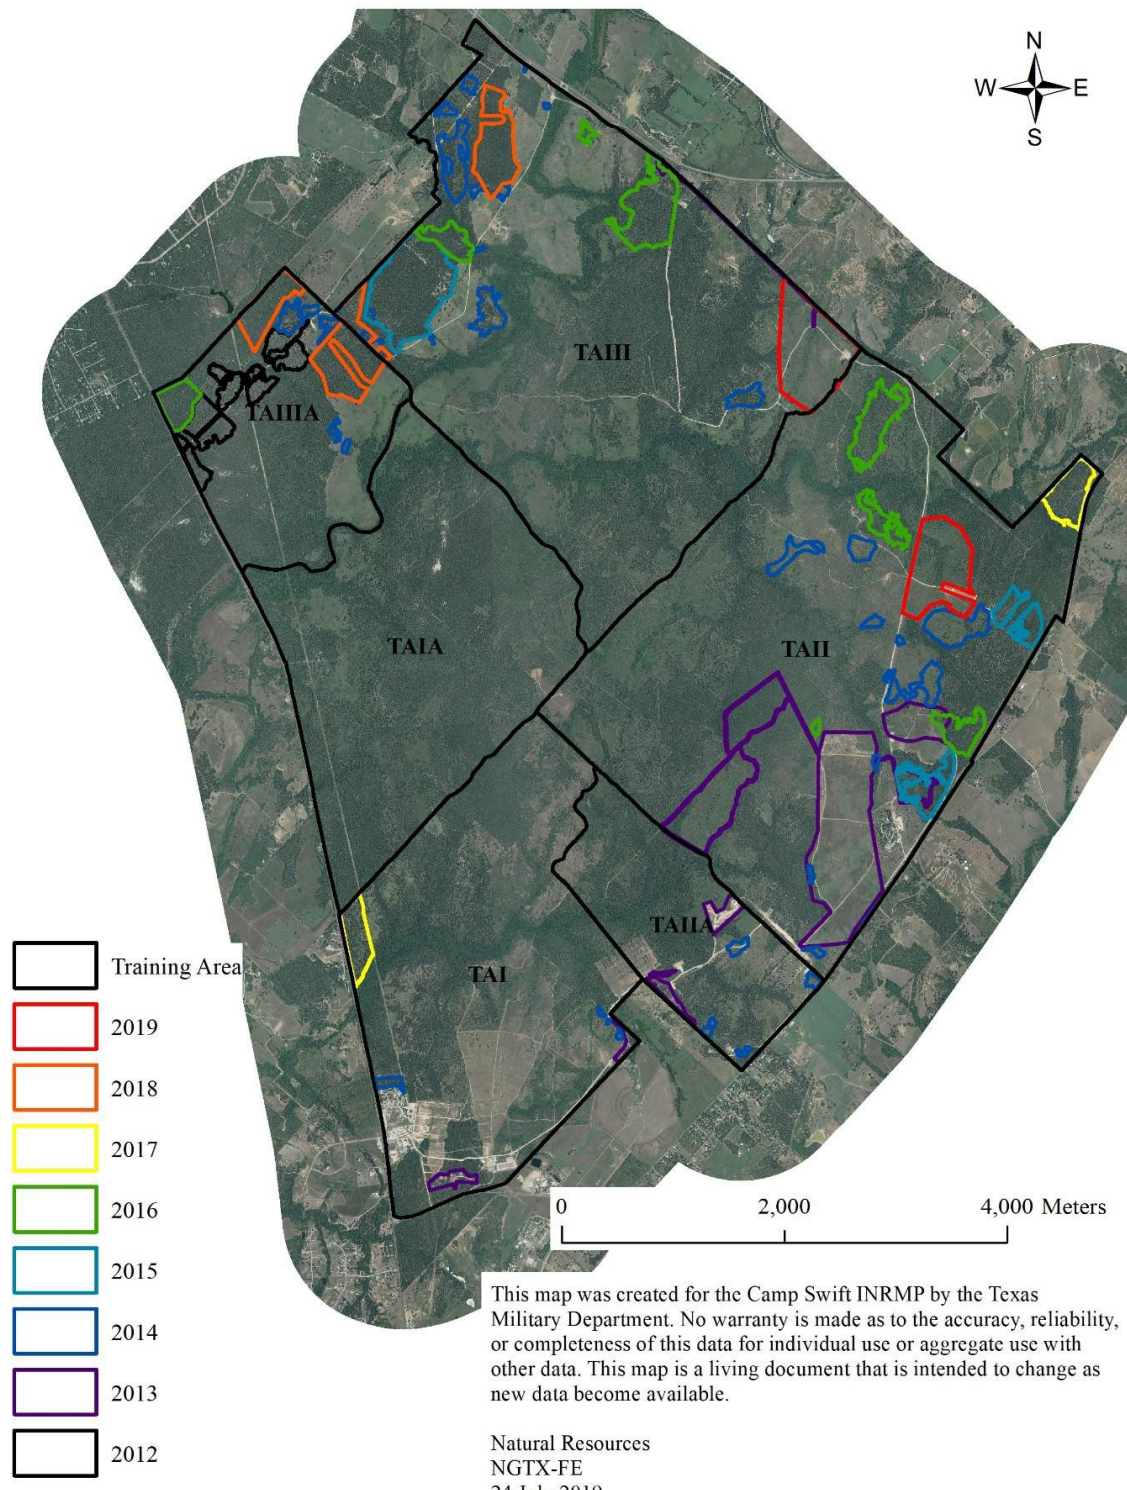 N
W E
S
TAIII
TAIIIA
TAIA
TAII
TAIIA
TAI
Training Area
2019
2018
2017
2016
2015
2014
2013
2012
0 2,000 4,000 Meters
This map was created for the Camp Swift INRMP by the Texas
Military Department. No warranty is made as to the accuracy, reliability,
or completeness of this data for individual use or aggregate use with
other data. This map is a living document that is intended to change as
new data become available.
Natural Resources
NGTX-FE